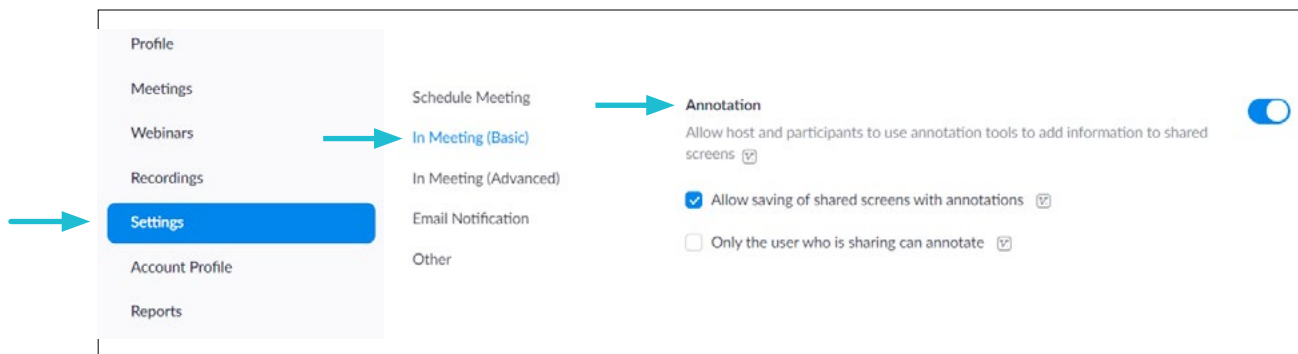 Profile
Meetings
Webinars
Recordings
Settings
Account Profile
Reports
Schedule Meeting
In Meeting (Basic)
In Meeting (Advanced)
Email Notification
Other
Annotation
Allow host and participants to use annotation tools to add information to shared
screens
Allow saving of shared screens with annotations
Only the user who is sharing can annotate